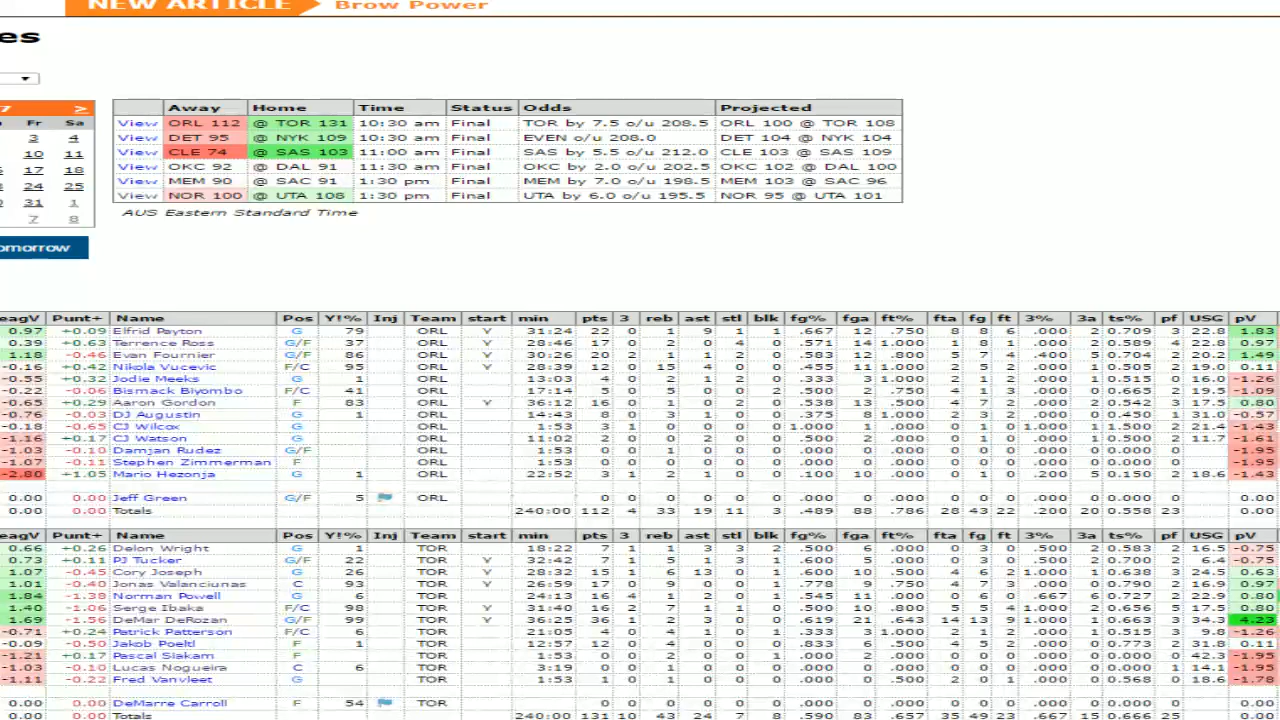 NEW ARTICLE Brow Power
es
7 >
Fr Sa
3 4
10 11
17 18
24 25
31 1
7 8
omorrow
Away Home Time Status Odds Projected
View ORL 112 @ TOR 131 10:30 am Final TOR by 7.5 o/u 208.5 ORL 100 @ TOR 108
View DET 95 @ NYK 109 10:30 am Final EVEN o/u 208.0 DET 104 @ NYK 104
View CLE 74 @ SAS 103 11:00 am Final SAS by 5.5 o/u 212.0 CLE 103 @ SAS 109
View OKC 92 @ DAL 91 11:30 am Final OKC by 2.0 o/u 202.5 OKC 102 @ DAL 100
View MEM 90 @ SAC 91 1:30 pm Final MEM by 7.0 o/u 198.5 MEM 103 @ SAC 96
View NOR 100 @ UTA 108 1:30 pm Final UTA by 6.0 o/u 195.5 NOR 95 @ UTA 101
AUS Eastern Standard Time
eagV Punt+ Name Pos Y!% Inj Team start min pts 3 reb ast stl blk fg% fga ft% fta fg ft 3% 3a ts% pf USG pV
0.97 +0.09 Elfrid Payton G 79 ORL Y 31:24 22 0 1 9 1 1 .667 12 .750 8 8 6 .000 2 0.709 3 22.8 1.83
0.39 +0.63 Terrence Ross G/F 37 ORL Y 28:46 17 0 2 0 4 0 .571 14 1.000 1 8 1 .000 5 0.589 4 22.8 0.97
1.18 -0.46 Evan Fournier G/F 86 ORL Y 30:26 20 2 1 1 2 0 .583 12 .800 5 7 4 .400 5 0.704 2 20.2 1.49
-0.16 +0.42 Nikola Vucevic F/C 95 ORL Y 28:39 12 0 15 4 0 0 .455 11 1.000 2 5 2 .000 1 0.505 2 19.0 0.11
-0.55 +0.32 Jodie Meeks G 1 ORL 13:03 4 0 2 1 2 0 .333 3 1.000 2 1 2 .000 1 0.515 0 16.0 -1.26
-0.22 -0.06 Bismack Biyombo F/C 41 ORL 17:14 5 0 5 0 0 2 .500 2 .750 4 1 3 .000 0 0.665 2 19.5 -1.09
-0.65 +0.29 Aaron Gordon F 83 ORL Y 36:12 16 0 1 0 1 2 .538 13 .500 4 7 2 .000 3 0.542 3 17.5 0.80
-0.76 -0.03 DJ Augustin G 1 ORL 14:43 8 0 3 1 0 0 .375 8 1.000 2 3 2 .000 1 0.450 1 31.0 -0.57
-0.18 -0.65 CJ Wilcox G ORL 1:53 3 1 0 0 0 0 1.000 1 .000 0 1 0 1.000 1 1.500 2 21.4 -1.43
-1.16 +0.17 CJ Watson G ORL 11:02 2 0 0 2 0 0 .500 2 .000 0 1 0 .000 1 0.500 2 11.7 -1.61
-1.03 -0.10 Damjan Rudez G/F ORL 1:53 0 0 1 0 0 0 .000 0 .000 0 0 0 .000 0 0.000 0 -1.95
-1.07 -0.11 Stephen Zimmerman F ORL 1:53 0 0 0 0 0 0 .000 0 .000 0 0 0 .000 0 0.000 0 -1.95
-2.80 +1.05 Mario Hezonja G/F 1 ORL 22:52 3 1 2 1 0 0 .100 10 .000 0 1 0 .200 5 0.150 2 18.6 -1.43
0.00 0.00 Jeff Green G/F 5 ORL 0 0 0 0 0 0 .000 0 .000 0 0 0 .000 0 0.000 0 0.00
0.00 0.00 Totals 240:00 112 4 33 19 11 3 .489 88 .786 28 43 22 .200 20 0.558 23 0.00
eagV Punt+ Name Pos Y!% Inj Team start min pts 3 reb ast stl blk fg% fga ft% fta fg ft 3% 3a ts% pf USG pV
0.66 +0.26 Delon Wright G 1 TOR 18:22 7 1 1 3 3 2 .500 6 .000 0 3 0 .500 2 0.583 2 16.5 -0.75
0.73 +0.11 PJ Tucker G/F 22 TOR Y 32:42 7 1 5 1 3 1 .600 5 .000 0 3 0 .500 2 0.700 2 6.4 -0.75
1.07 -0.45 Cory Joseph G 26 TOR Y 28:32 15 1 6 13 0 0 .600 10 .500 4 6 2 1.000 1 0.638 3 24.5 0.63
1.01 -0.40 Jonas Valanciunas C 93 TOR Y 26:59 17 0 9 0 0 1 .778 9 .750 4 7 3 .000 0 0.790 2 16.9 0.97
1.84 -1.38 Norman Powell G 6 TOR 24:13 16 4 1 2 0 1 .545 11 .000 0 6 0 .667 6 0.727 2 22.9 0.80
1.40 -1.06 Serge Ibaka F/C 98 TOR Y 31:40 16 2 7 1 1 0 .500 10 .800 5 5 4 1.000 2 0.656 5 17.5 0.80
1.69 -1.56 DeMar DeRozan G/F 99 TOR Y 36:25 36 1 3 2 0 2 .619 21 .643 14 13 9 1.000 1 0.663 3 34.3 4.23
-0.71 +0.24 Patrick Patterson F/C 6 TOR 21:05 3 0 4 1 0 1 .333 3 1.000 2 1 2 .000 1 0.515 3 9.8 -1.26
-0.09 -0.50 Jakob Poeltl F 1 TOR 12:57 12 0 4 0 0 0 .833 6 .500 4 5 2 .000 0 0.773 2 31.8 0.11
-1.21 +0.17 Pascal Siakam F TOR 1:53 0 0 2 0 0 0 .000 2 .000 0 0 0 .000 0 0.000 0 42.3 -1.95
-1.03 -0.10 Lucas Nogueira C 6 TOR 3:19 0 0 1 0 0 0 .000 0 .000 0 0 0 .000 0 0.000 1 14.1 -1.95
-1.11 -0.22 Fred Vanvleet G TOR 1:53 1 0 0 1 0 0 .000 0 .500 2 0 1 .000 0 0.568 0 18.6 -1.78
0.00 0.00 DeMarre Carroll F 54 TOR 0 0 0 0 0 0 .000 0 .000 0 0 0 .000 0 0.000 0 0.00
0.00 0.00 Totals 240:00 131 10 43 24 7 8 .590 83 .657 35 49 23 .667 15 0.666 25 0.00